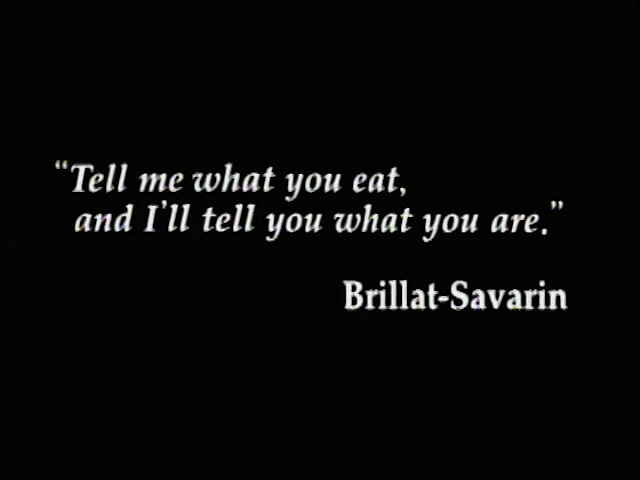 “Tell me what you eat,
and I'll tell you what you are.”
Brillat-Savarin